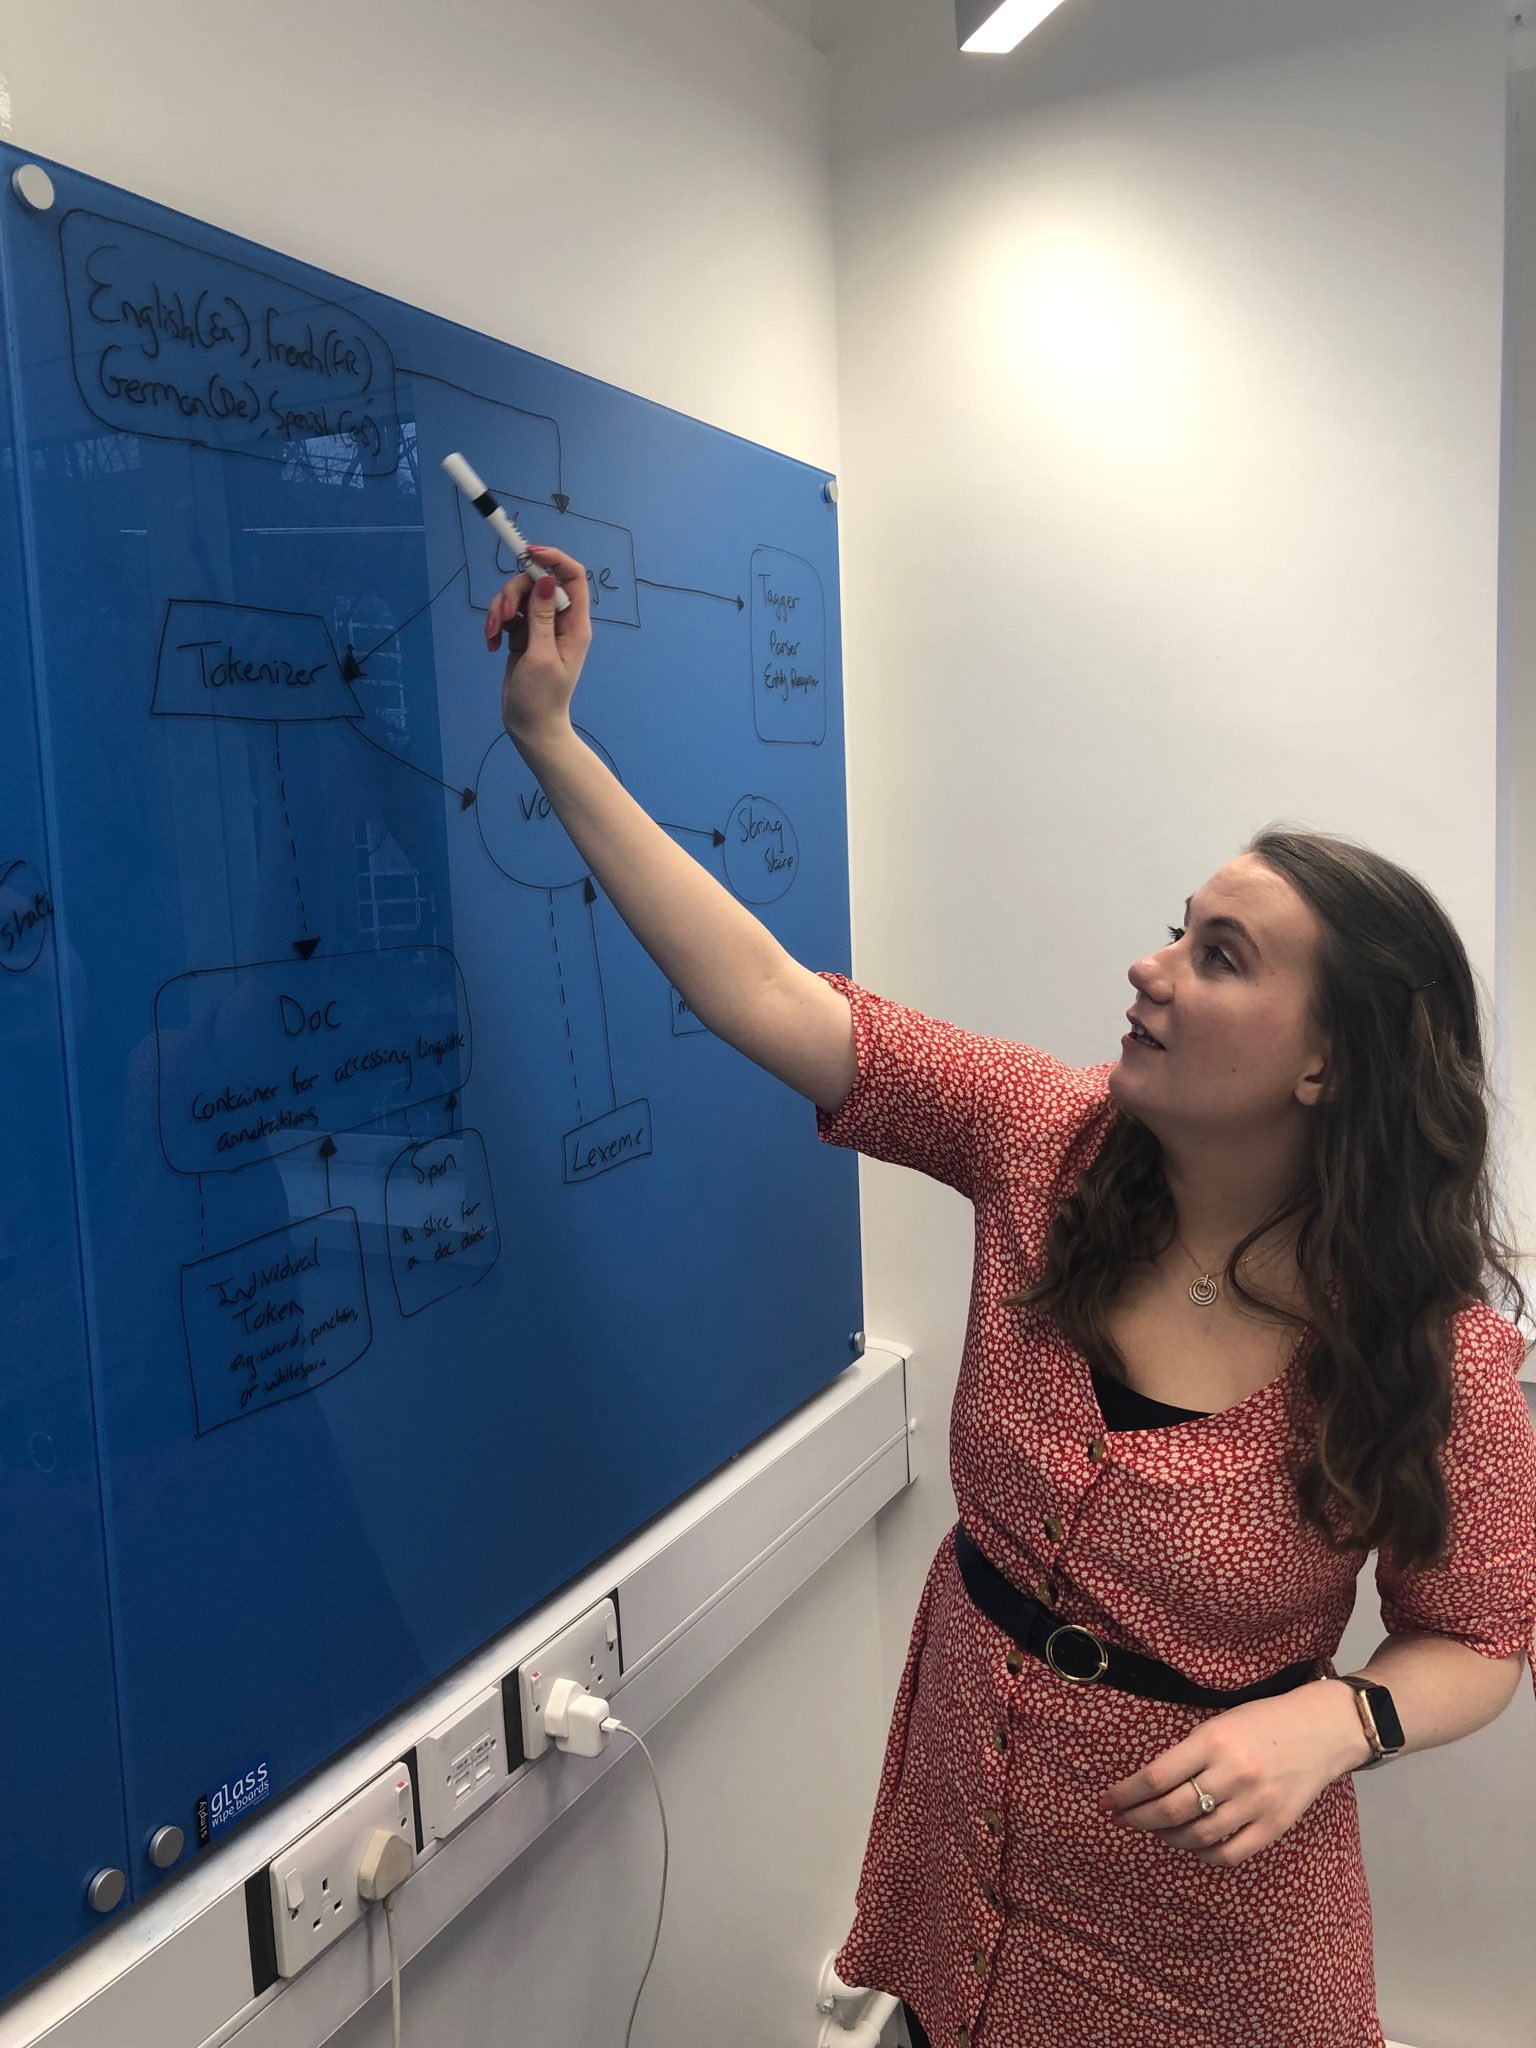 English(En), French(FR),
German(De), Spanish(es)
Tokenizer
Tagger
Parser
Entity
String
Store
Doc
Container for accessing linguistic
annotations
Span
A slice for
a doc object
Lexeme
Individual
Token
e.g word, punctuation,
or whitespace
simply
glass
wipe boards